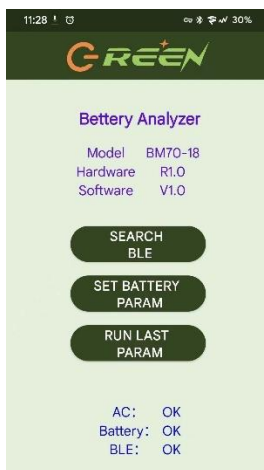 11:28
30%
GREEN
Bettery Analyzer
Model BM70-18
Hardware R1.0
Software V1.0
SEARCH
BLE
SET BATTERY
PARAM
RUN LAST
PARAM
AC: OK
Battery: OK
BLE: OK